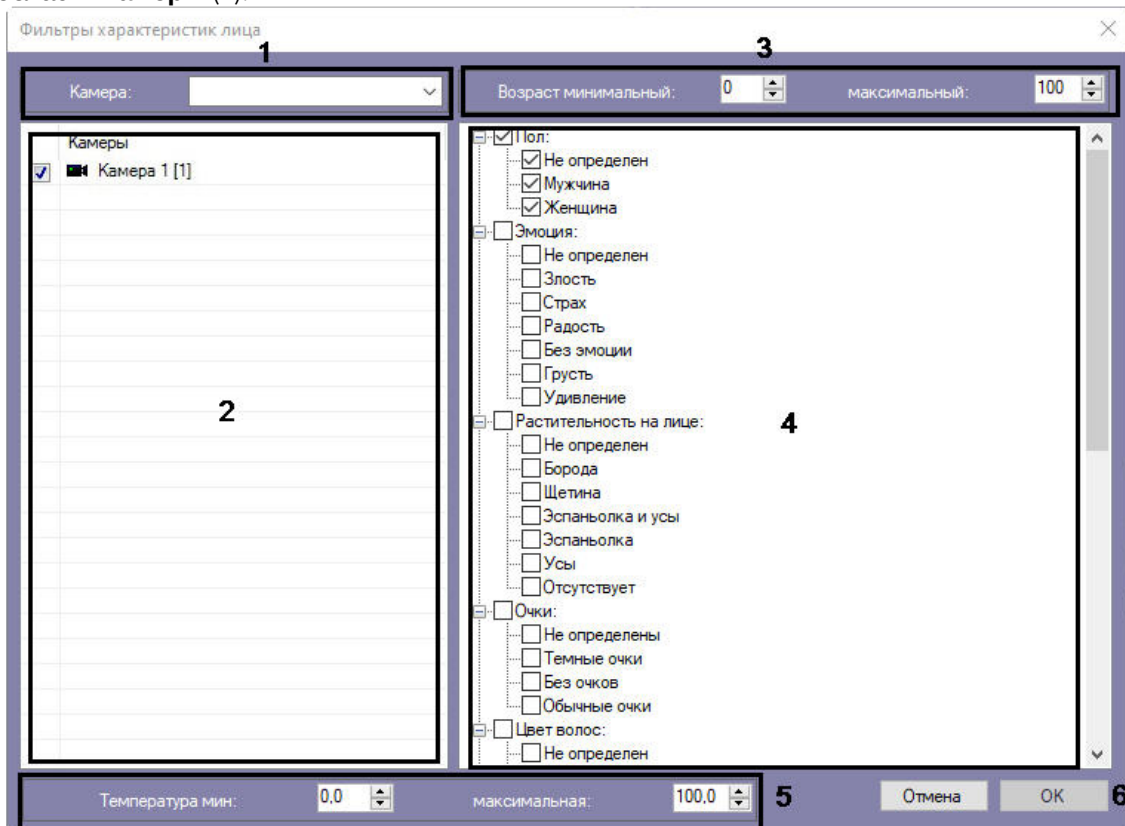 Фильтры характеристик лица
1
3
Камера:
Возраст минимальный: 0 максимальный: 100
Камеры
Камера 1 [1]
2
Пол:
Не определен
Мужчина
Женщина
Эмоция:
Не определен
Злость
Страх
Радость
Без эмоции
Грусть
Удивление
Растительность на лице:
4
Не определен
Борода
Щетина
Эспаньолка и усы
Эспаньолка
Усы
Отсутствует
Очки:
Не определены
Темные очки
Без очков
Обычные очки
Цвет волос:
Не определен
Температура мин: 0,0 максимальная: 100,0
5
Отмена
OK
6